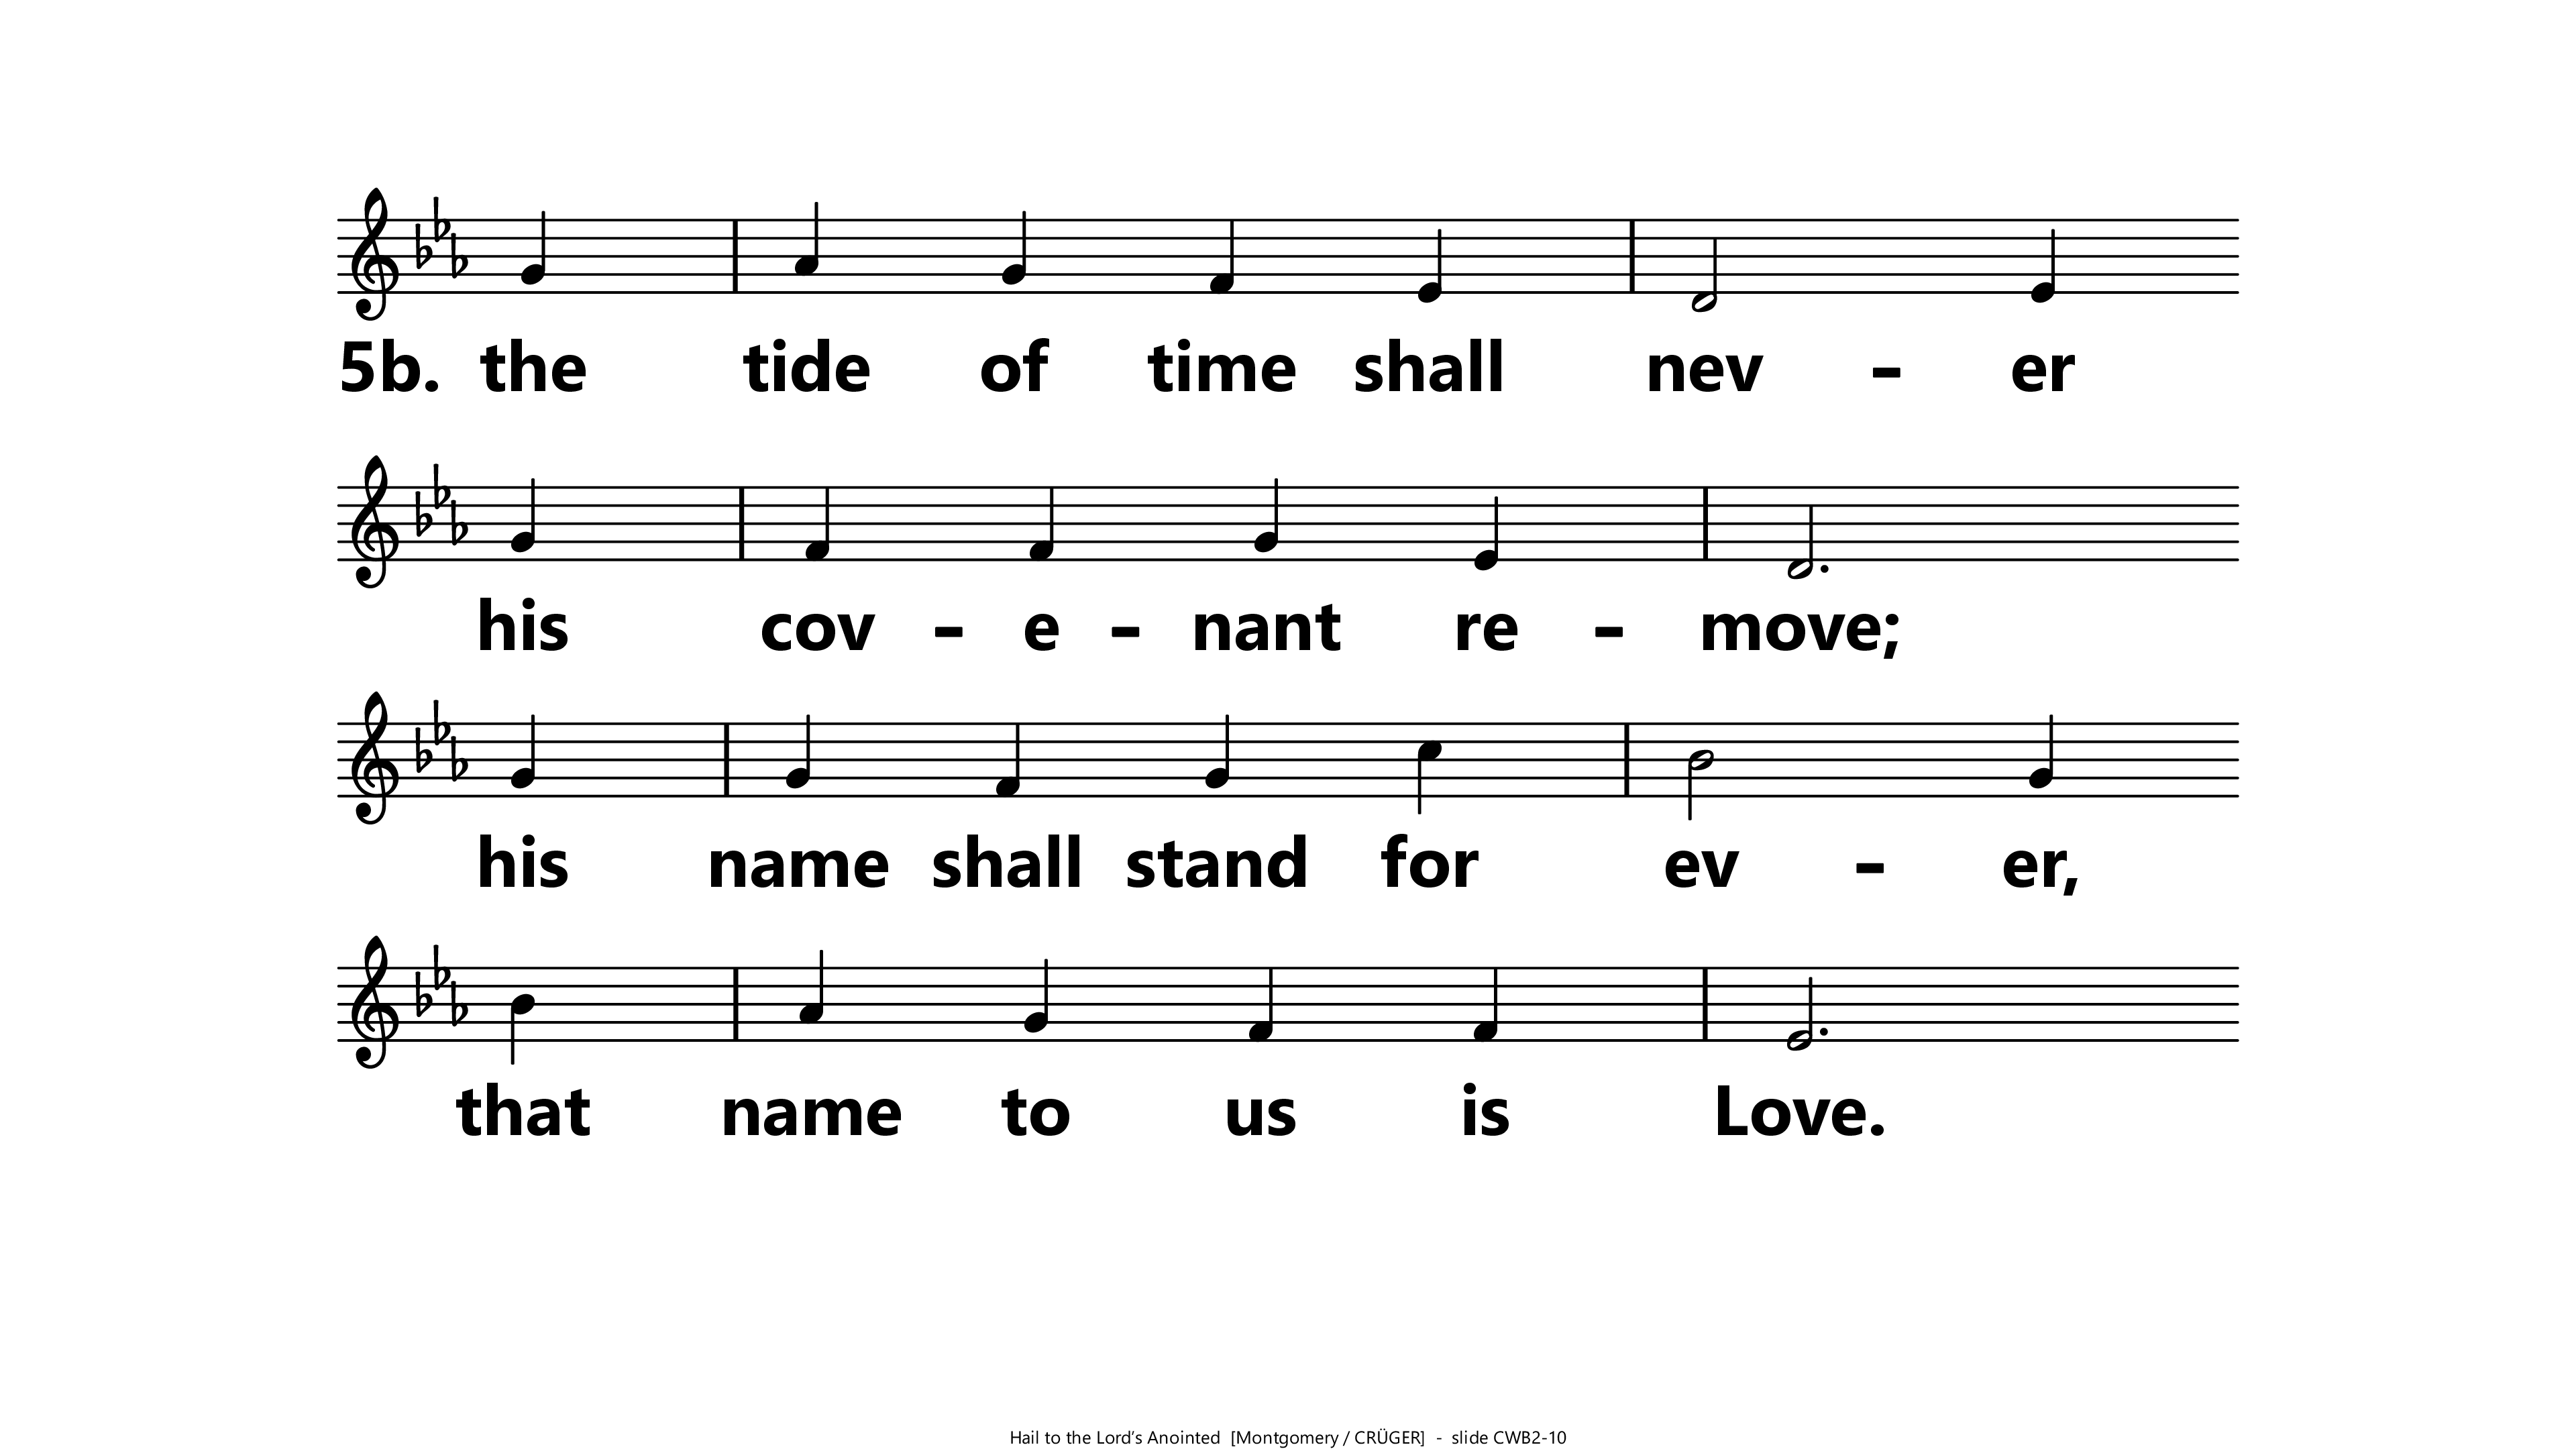 5b. the tide of time shall nev - er
his cov - e - nant re - move;
his name shall stand for ev - er,
that name to us is Love.
Hail to the Lord's Anointed [Montgomery / CRÜGER] - slide CWB2-10